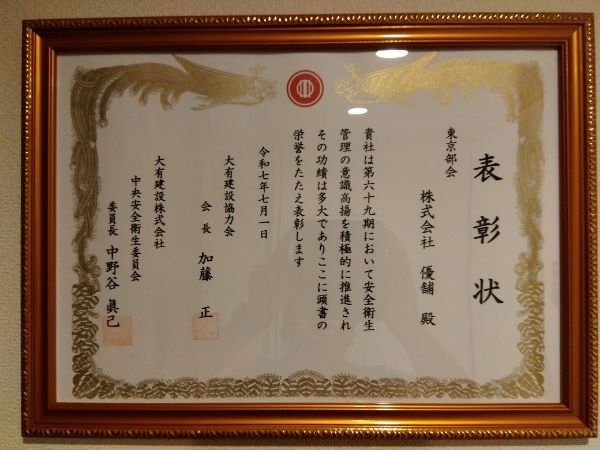 表彰状
東京部会
株式会社 優舗 殿
貴社は第六十九期において安全衛生
管理の意識高揚を積極的に推進され
その功績は多大でありここに頭書の
栄誉をたたえ表彰します
令和七年七月一日
大有建設協力会
会長 加藤 正
大有建設株式会社
中央安全衛生委員会
委員長 中野谷 眞己